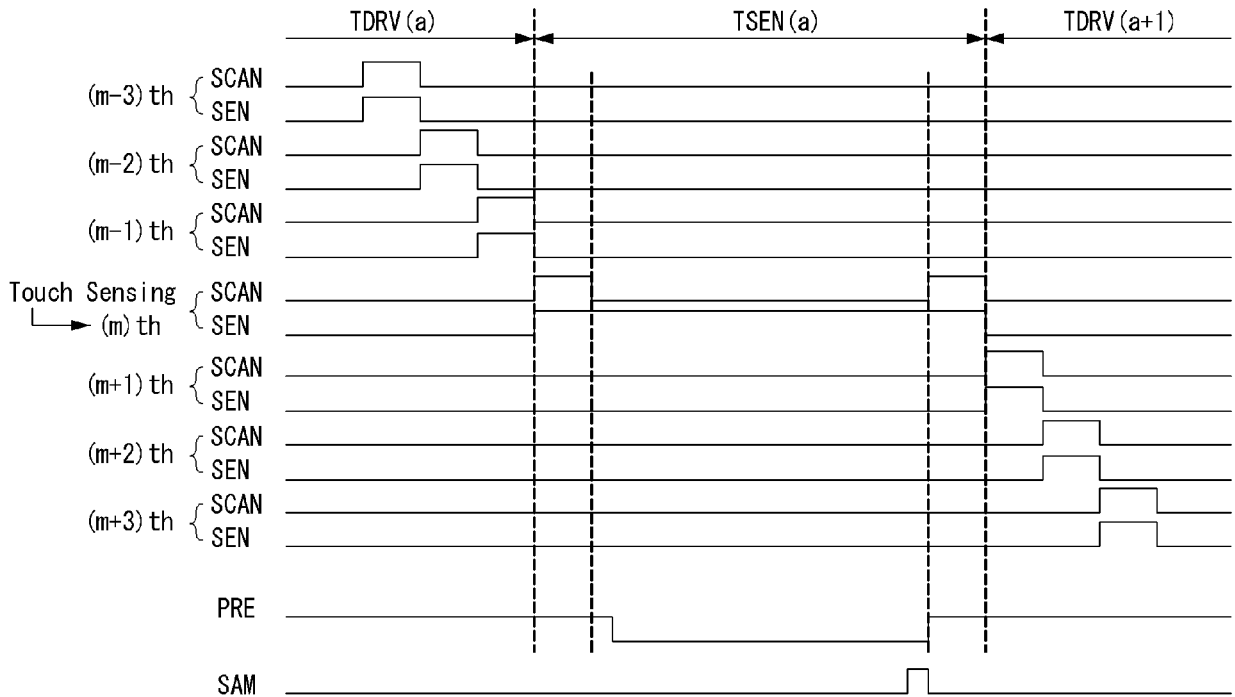 TDRV(a) TSEN(a) TDRV(a+1)
(m-3)th SCAN
SEN
(m-2)th SCAN
SEN
(m-1)th SCAN
SEN
Touch Sensing SCAN
(m)th SEN
(m+1)th SCAN
SEN
(m+2)th SCAN
SEN
(m+3)th SCAN
SEN
PRE
SAM